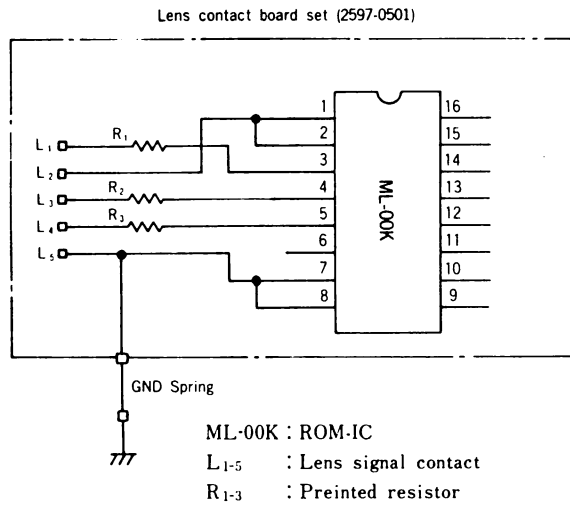 Lens contact board set (2597-0501)
1 16
2 15
L₁ R₁ 3 14
L₂
L₃ R₂ 4 13
L₄ R₃ 5 12
L₅ 6 11
7 10
8 9
ML-00K
GND Spring
ML-00K : ROM-IC
L₁₋₅ : Lens signal contact
R₁₋₃ : Preinted resistor